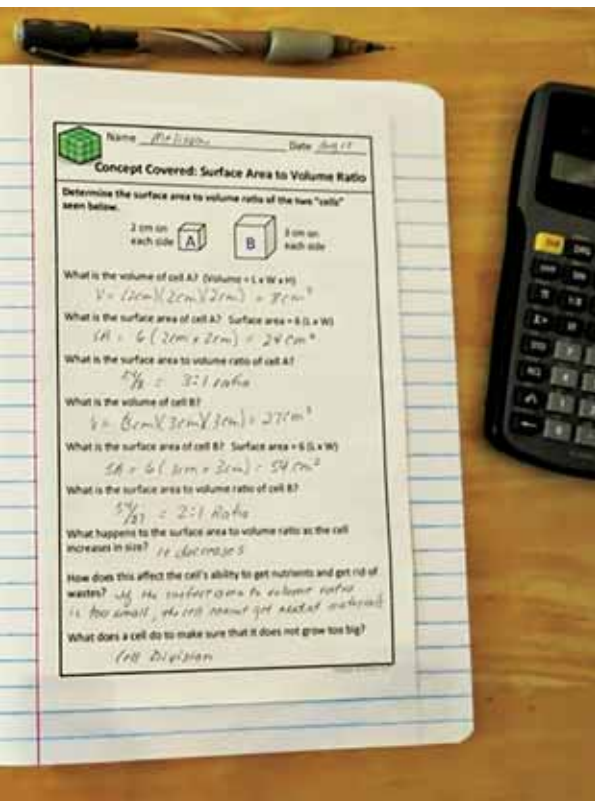 Name Melissa Date Aug 17
Concept Covered: Surface Area to Volume Ratio
Determine the surface area to volume ratio of the two "cells"
seen below.
2 cm on
each side
A
B
3 cm on
each side
What is the volume of cell A? (Volume = L x W x H)
V = (2cm)(2cm)(2cm) = 8cm³
What is the surface area of cell A? Surface area = 6 (L x W)
SA = 6 (2cm x 2cm) = 24 cm²
What is the surface area to volume ratio of cell A?
= 3:1 ratio
What is the volume of cell B?
V = (3cm)(3cm)(3cm) = 27cm³
What is the surface area of cell B? Surface area = 6 (L x W)
SA = 6 (3cm x 3cm) = 54 cm²
What is the surface area to volume ratio of cell B?
54/27 = 2:1 Ratio
What happens to the surface area to volume ratio as the cell
increases in size? it decreases
How does this affect the cell's ability to get nutrients and get rid of
wastes? If the surface area to volume ratio
is too small, the cell cannot get needed materials
What does a cell do to make sure that it does not grow too big?
Cell Division